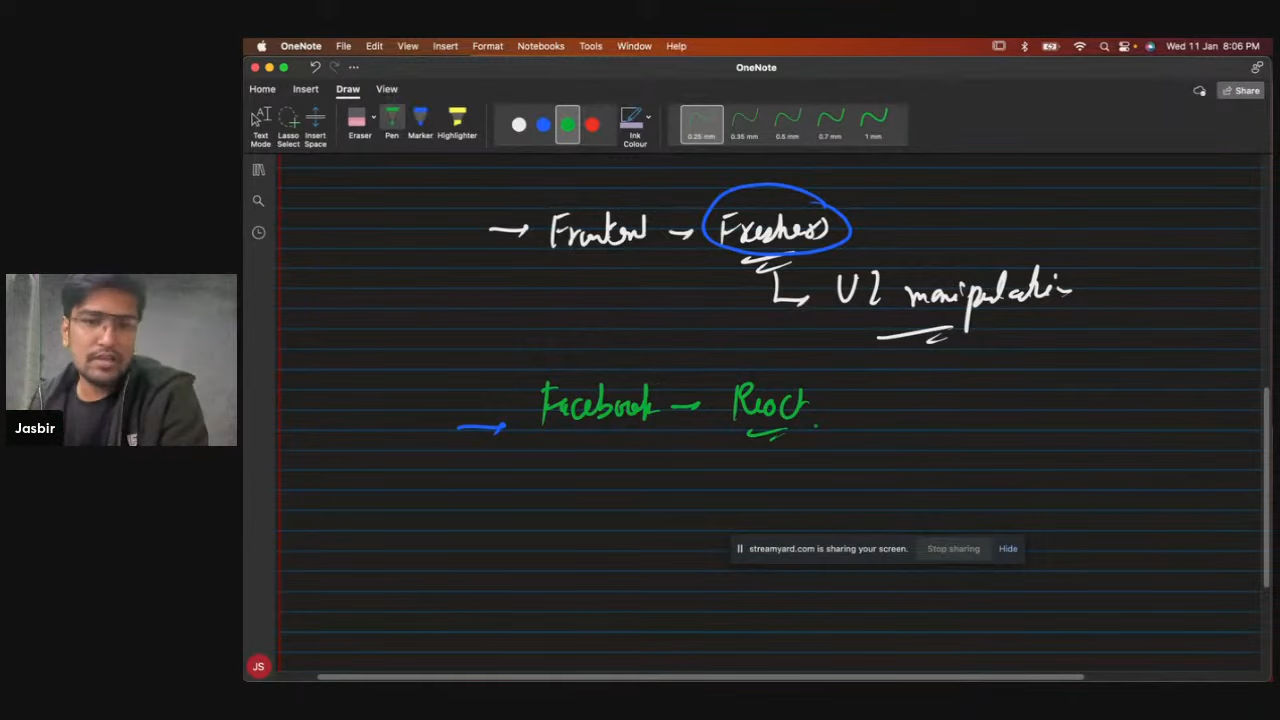 OneNote File Edit View Insert Format Notebooks Tools Window Help Wed 11 Jan 8:06 PM
OneNote
Home Insert Draw View Share
Text Mode Lasso Select Insert Space Eraser Pen Marker Highlighter Ink Colour 0.25 mm 0.35 mm 0.5 mm 0.7 mm 1 mm
→ Frontend → Freshers
UI manipulation
Facebook → React
Jasbir
streamyard.com is sharing your screen. Stop sharing Hide
JS